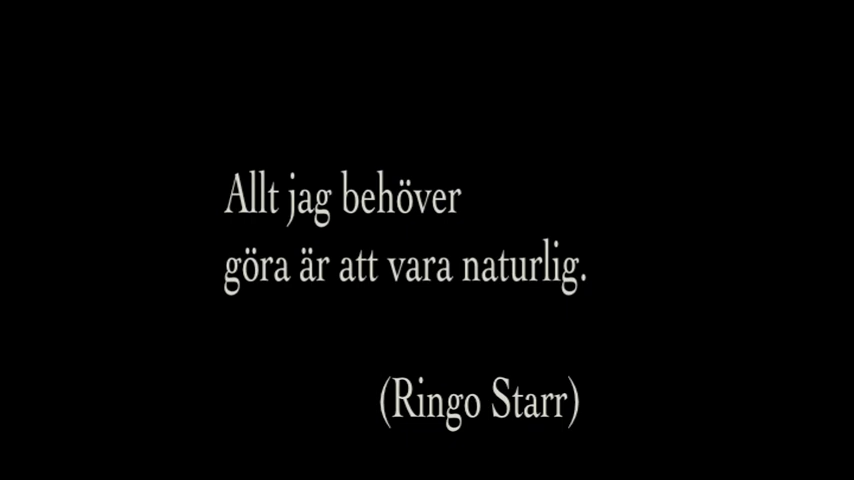 Allt jag behöver
göra är att vara naturlig.
(Ringo Starr)